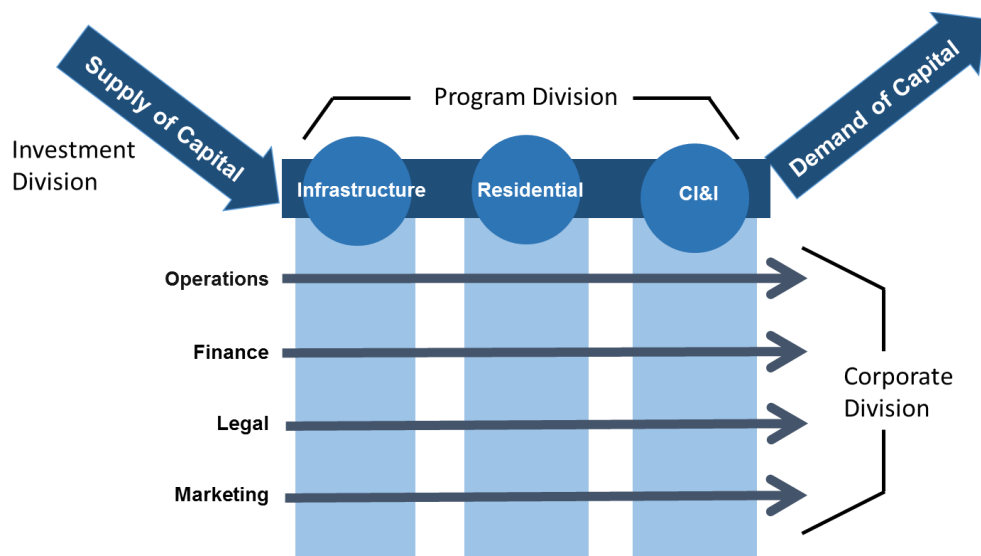 Supply of Capital
Program Division
Demand of Capital
Investment
Division
Infrastructure
Residential
CI&I
Operations
Finance
Legal
Marketing
Corporate
Division